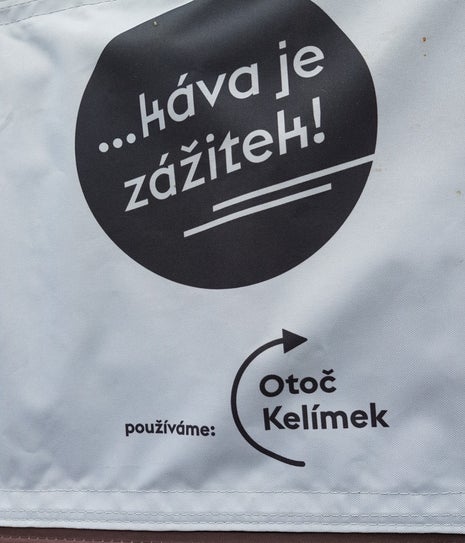 ...káva je
zážitek!
používáme:
Otoč
Kelímek